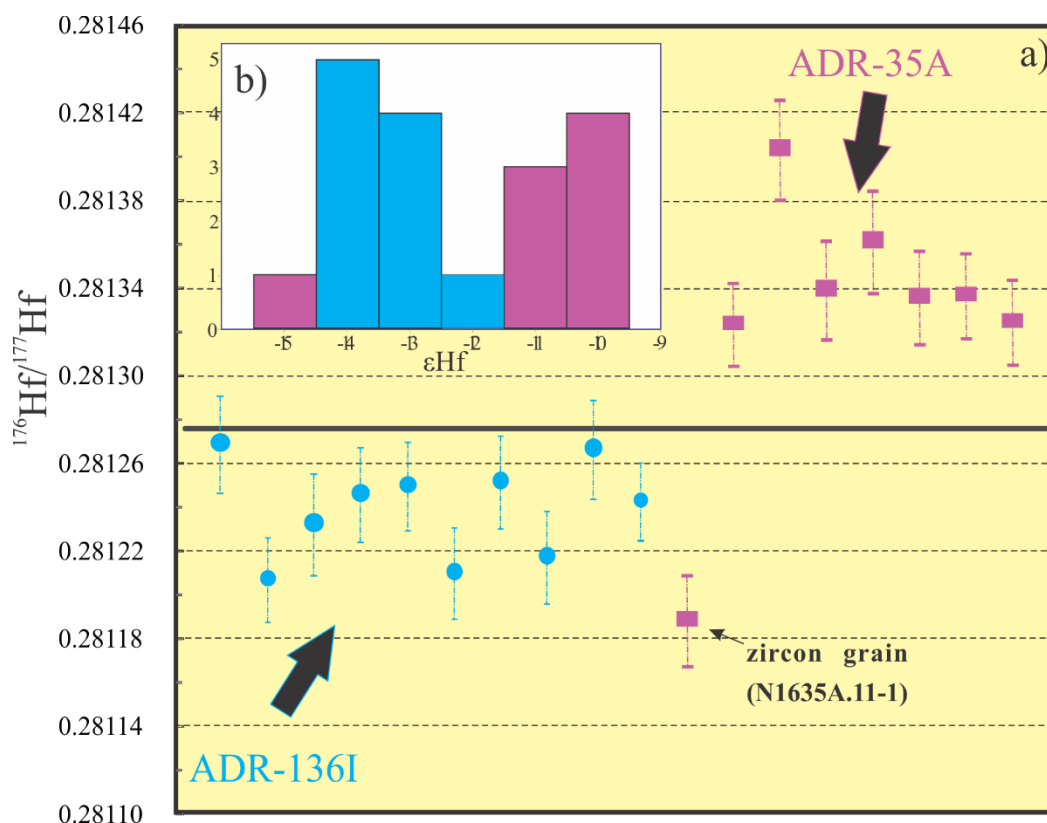 0.28146
0.28142
0.28138
0.28134
0.28130
0.28126
0.28122
0.28118
0.28114
0.28110
¹⁷⁶Hf/¹⁷⁷Hf
a)
ADR-35A
b)
5
4
3
2
1
0
-15 -14 -13 -12 -11 -10 -9
εHf
zircon grain
(N1635A.11-1)
ADR-136I